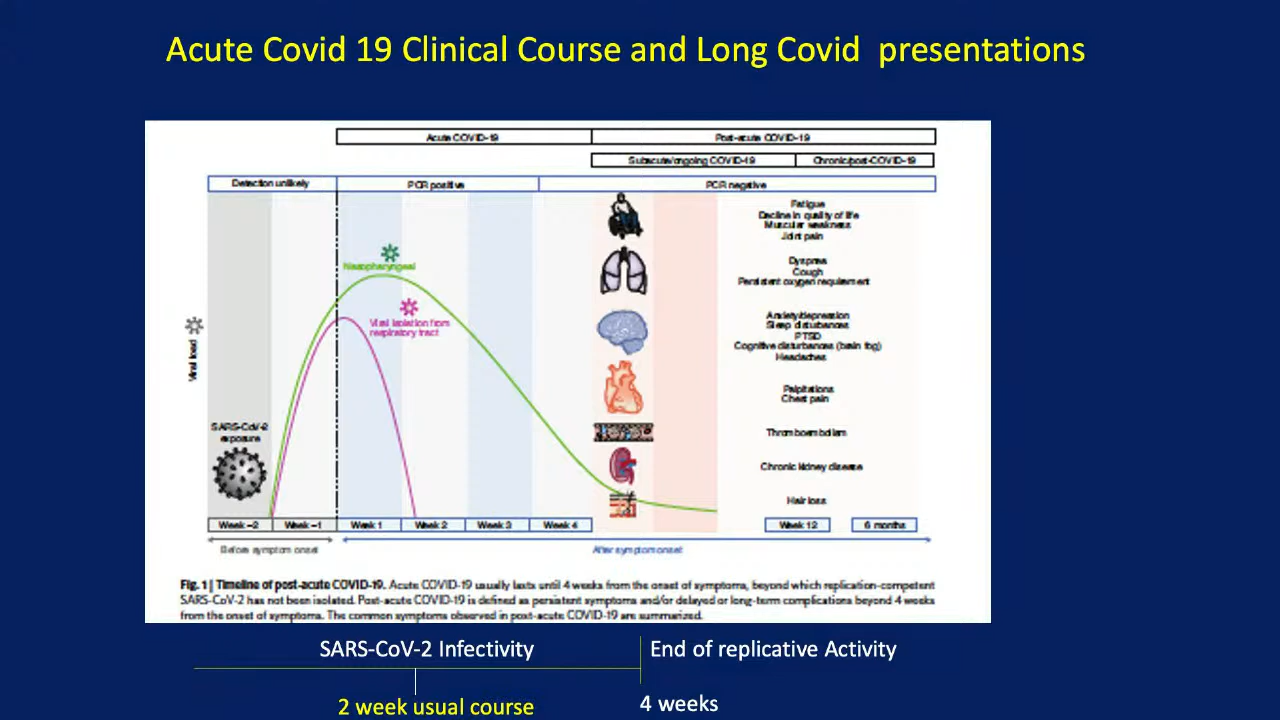 Acute Covid 19 Clinical Course and Long Covid presentations
Acute COVID-19
Post-acute COVID-19
Subacute/ongoing COVID-19
Chronic/post-COVID-19
Detection unlikely
PCR positive
PCR negative
Fatigue
Decline in quality of life
Muscular weakness
Joint pain
Nasopharyngeal
Dyspnea
Cough
Persistent oxygen requirement
Viral isolation from
respiratory tract
Viral load
Anxiety/depression
Sleep disturbances
PTSD
Cognitive disturbances (brain fog)
Headaches
Palpitations
Chest pain
SARS-CoV-2
exposure
Thromboembolism
Chronic kidney disease
Hair loss
Week –2
Week –1
Week 1
Week 2
Week 3
Week 4
Week 12
6 months
Before symptom onset
After symptom onset
Fig. 1 | Timeline of post-acute COVID-19. Acute COVID-19 usually lasts until 4 weeks from the onset of symptoms, beyond which replication-competent
SARS-CoV-2 has not been isolated. Post-acute COVID-19 is defined as persistent symptoms and/or delayed or long-term complications beyond 4 weeks
from the onset of symptoms. The common symptoms observed in post-acute COVID-19 are summarized.
SARS-CoV-2 Infectivity
End of replicative Activity
2 week usual course
4 weeks